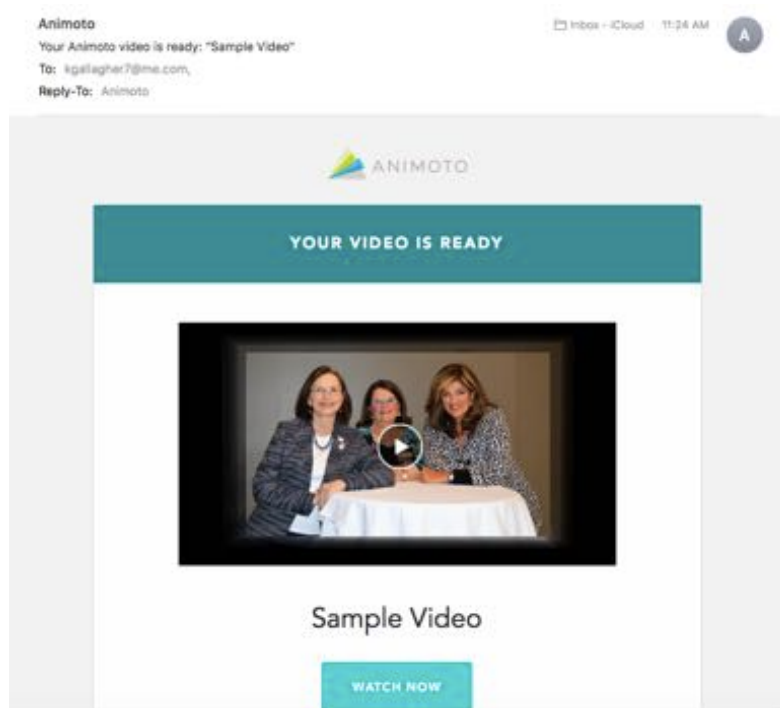 Animoto
Inbox - iCloud 11:24 AM
A
Your Animoto video is ready: "Sample Video"
To: kgallagher7@me.com,
Reply-To: Animoto
ANIMOTO
YOUR VIDEO IS READY
Sample Video
WATCH NOW